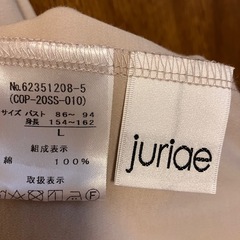 No.62351208-5
(COP-20SS-010)
サイズ バスト 86~ 94
身長 154~162
L
組成表示
綿 100%
取扱表示
juriae